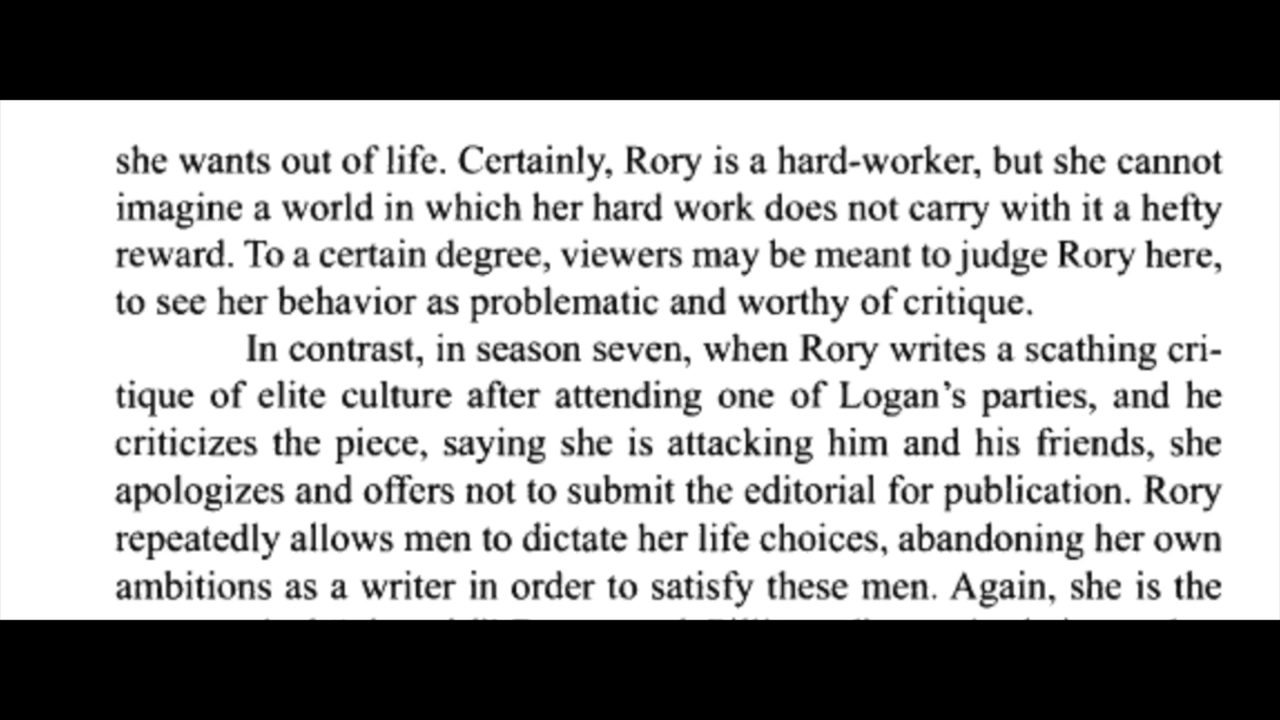 she wants out of life. Certainly, Rory is a hard-worker, but she cannot
imagine a world in which her hard work does not carry with it a hefty
reward. To a certain degree, viewers may be meant to judge Rory here,
to see her behavior as problematic and worthy of critique.
In contrast, in season seven, when Rory writes a scathing cri-
tique of elite culture after attending one of Logan’s parties, and he
criticizes the piece, saying she is attacking him and his friends, she
apologizes and offers not to submit the editorial for publication. Rory
repeatedly allows men to dictate her life choices, abandoning her own
ambitions as a writer in order to satisfy these men. Again, she is the